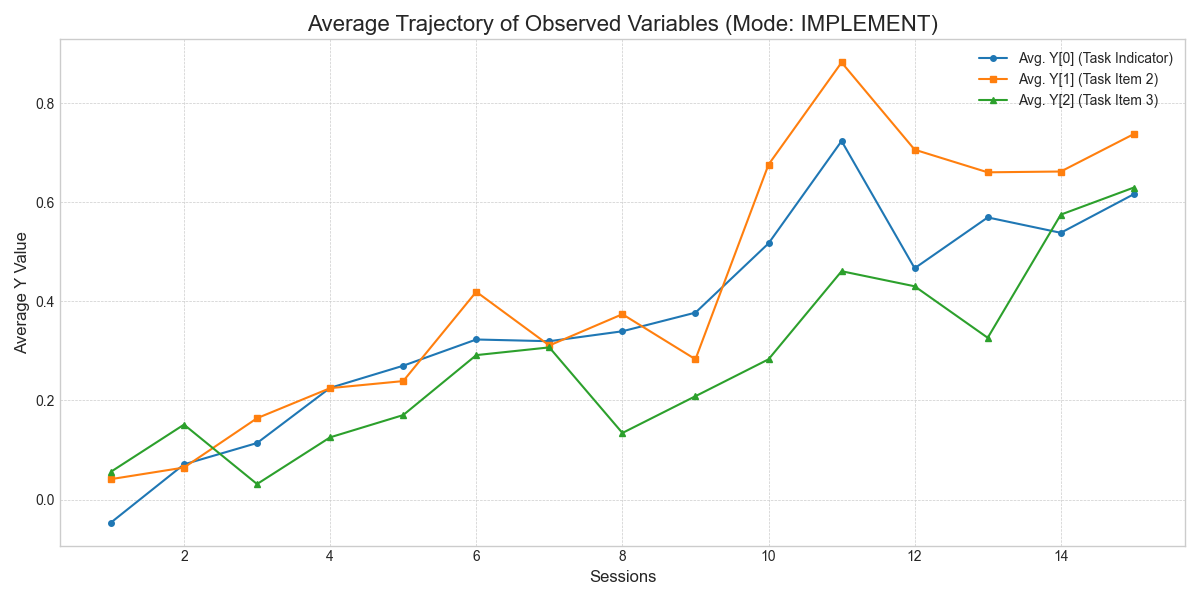 Average Trajectory of Observed Variables (Mode: IMPLEMENT)
Avg. Y[0] (Task Indicator)
Avg. Y[1] (Task Item 2)
Avg. Y[2] (Task Item 3)
Average Y Value
0.8
0.6
0.4
0.2
0.0
2 4 6 8 10 12 14
Sessions